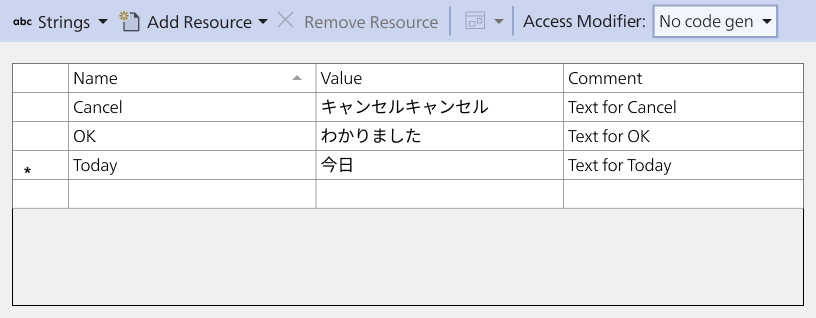 abc Strings Add Resource Remove Resource Access Modifier: No code gen
Name Value Comment
Cancel キャンセルキャンセル Text for Cancel
OK わかりました Text for OK
* Today 今日 Text for Today